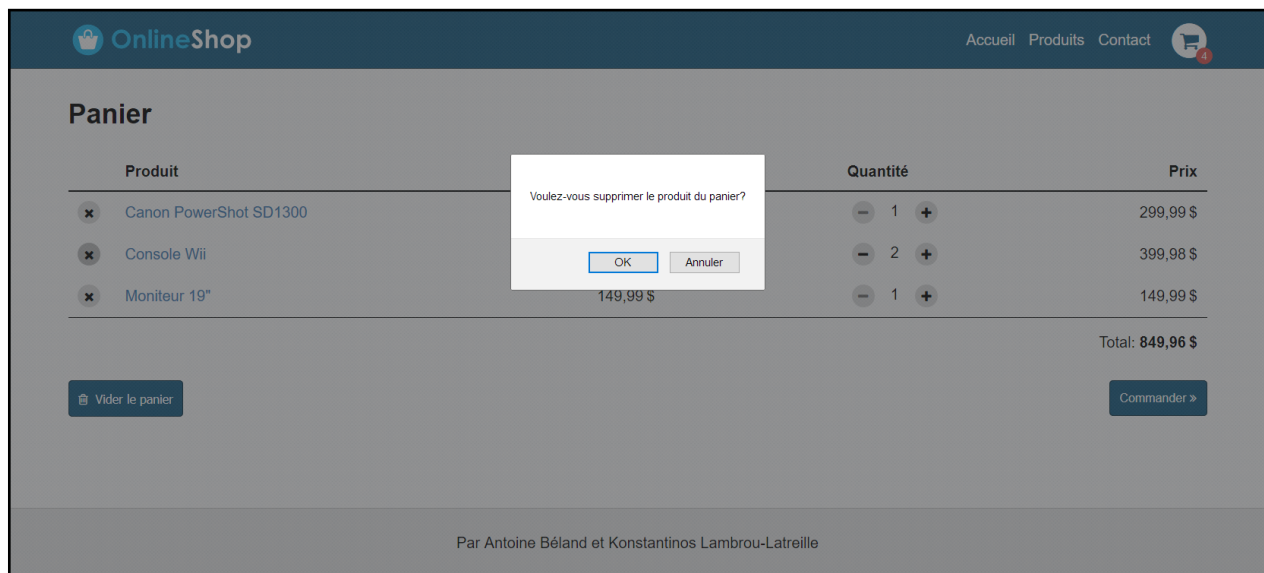 OnlineShop Accueil Produits Contact 4
Panier
Produit Quantité Prix
Voulez-vous supprimer le produit du panier?
Canon PowerShot SD1300 1 299,99 $
Console Wii 2 399,98 $
OK Annuler
Moniteur 19" 149,99 $ 1 149,99 $
Total: 849,96 $
Vider le panier Commander »
Par Antoine Béland et Konstantinos Lambrou-Latreille